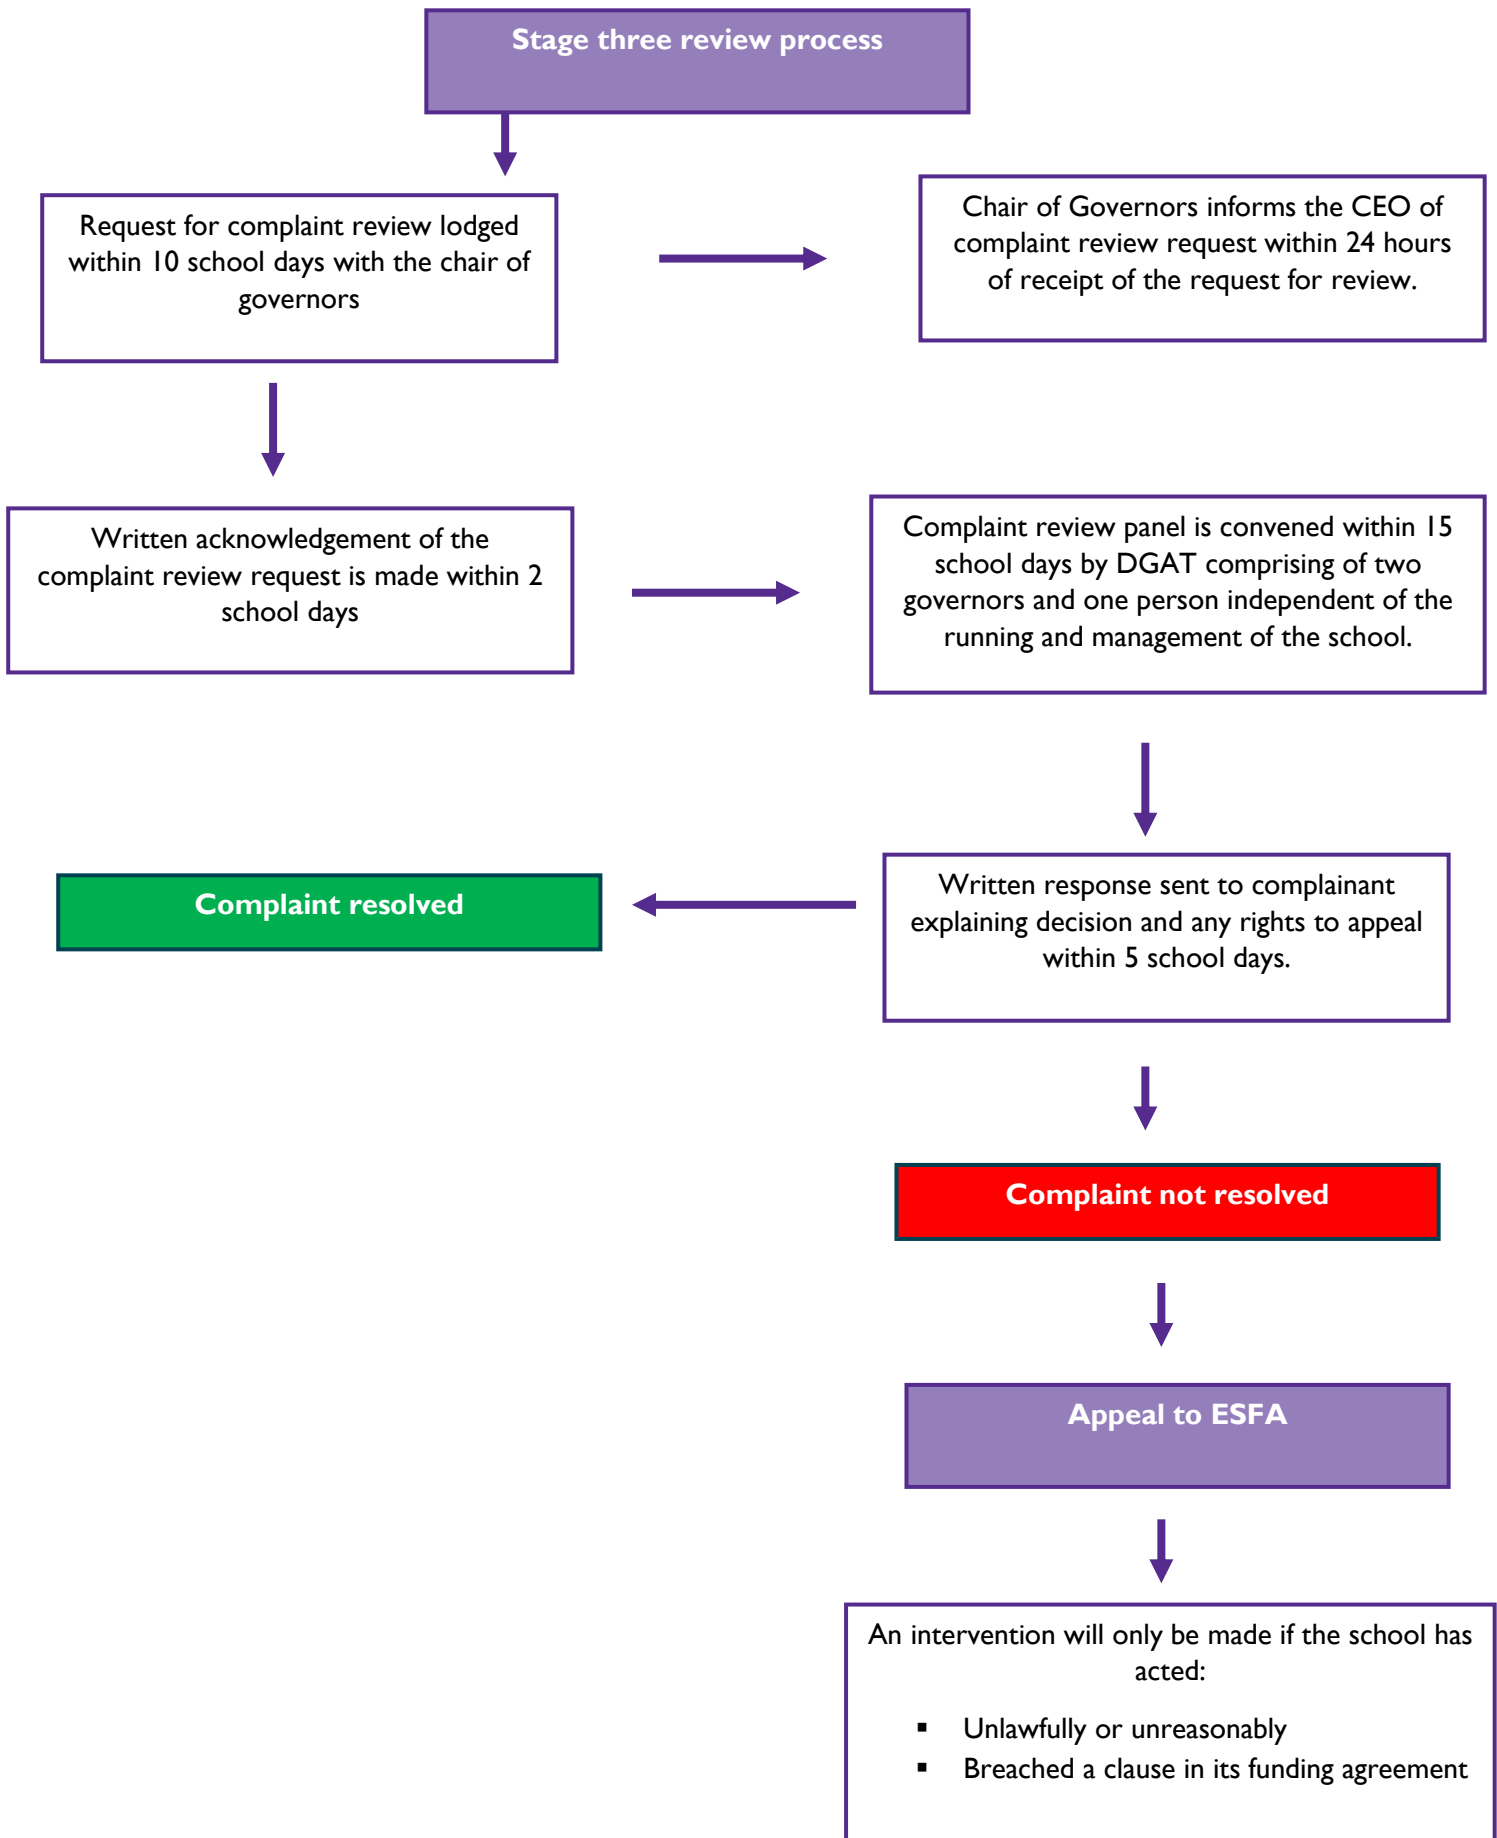 Stage three review process
Request for complaint review lodged
within 10 school days with the chair of
governors
Chair of Governors informs the CEO of
complaint review request within 24 hours
of receipt of the request for review.
Written acknowledgement of the
complaint review request is made within 2
school days
Complaint review panel is convened within 15
school days by DGAT comprising of two
governors and one person independent of the
running and management of the school.
Written response sent to complainant
explaining decision and any rights to appeal
within 5 school days.
Complaint resolved
Complaint not resolved
Appeal to ESFA
An intervention will only be made if the school has
acted:
▪ Unlawfully or unreasonably
▪ Breached a clause in its funding agreement